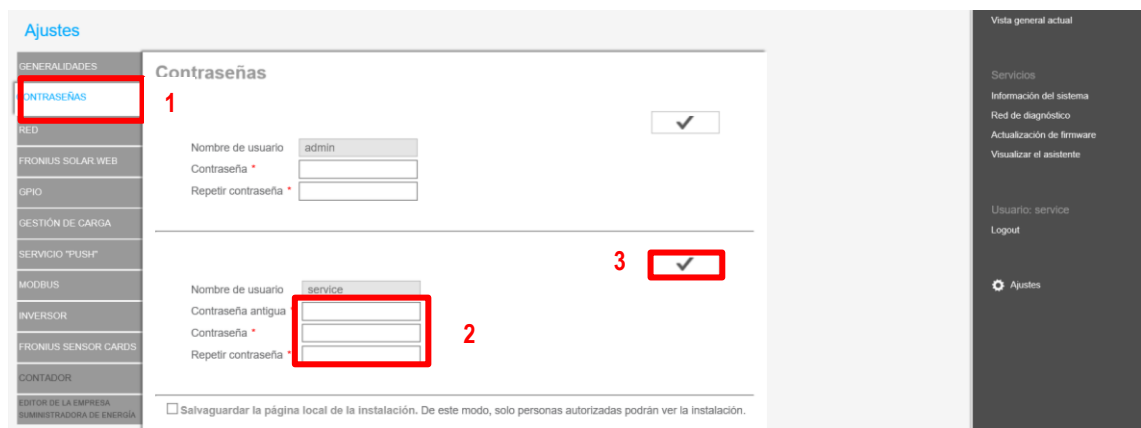 Ajustes
GENERALIDADES
CONTRASEÑAS
RED
FRONIUS SOLAR.WEB
GPIO
GESTIÓN DE CARGA
SERVICIO "PUSH"
MODBUS
INVERSOR
FRONIUS SENSOR CARDS
CONTADOR
EDITOR DE LA EMPRESA
SUMINISTRADORA DE ENERGÍA
1
Contraseñas
Nombre de usuario admin
Contraseña *
Repetir contraseña *
3
Nombre de usuario service
Contraseña antigua *
Contraseña *
Repetir contraseña *
2
Salvaguardar la página local de la instalación. De este modo, solo personas autorizadas podrán ver la instalación.
Vista general actual
Servicios
Información del sistema
Red de diagnóstico
Actualización de firmware
Visualizar el asistente
Usuario: service
Logout
Ajustes